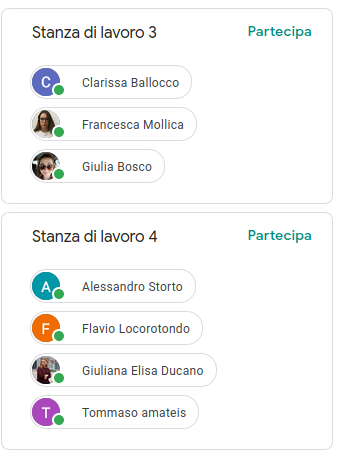 Stanza di lavoro 3 Partecipa
C Clarissa Ballocco
Francesca Mollica
Giulia Bosco
Stanza di lavoro 4 Partecipa
A Alessandro Storto
F Flavio Locorotondo
Giuliana Elisa Ducano
T Tommaso amateis